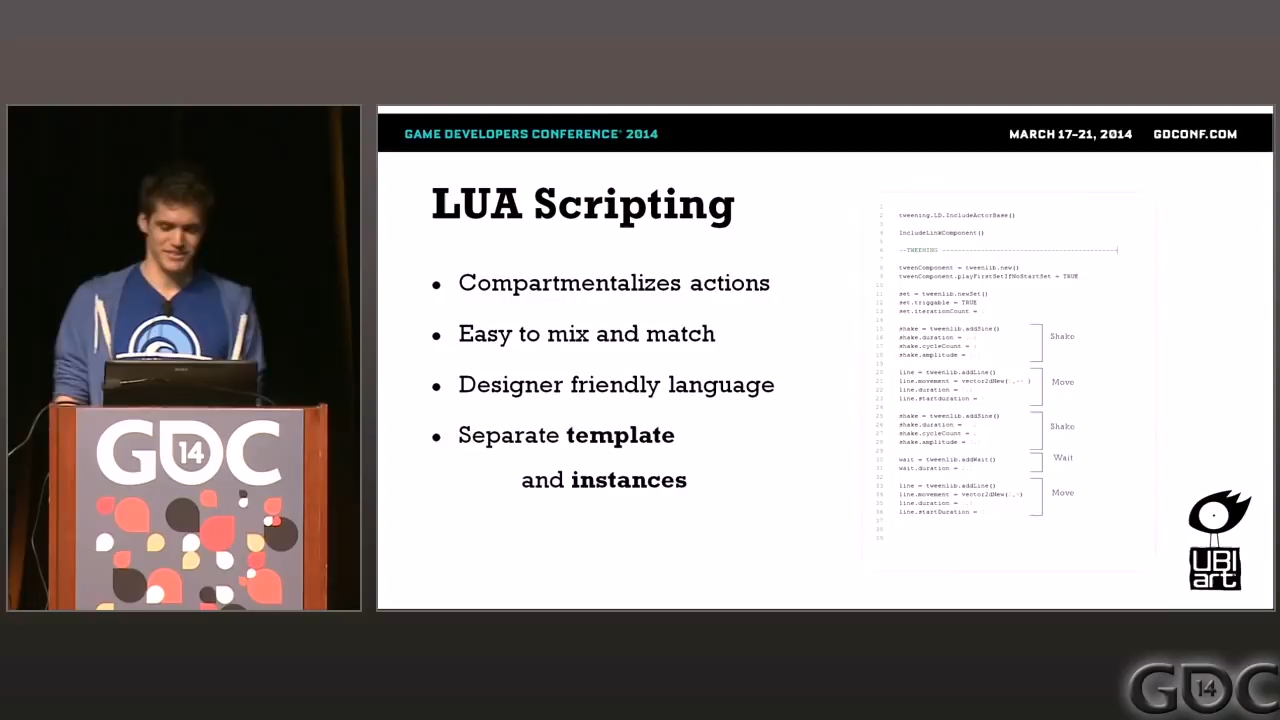 GAME DEVELOPERS CONFERENCE® 2014
MARCH 17-21, 2014 GDCONF.COM
LUA Scripting
• Compartmentalizes actions
• Easy to mix and match
• Designer friendly language
• Separate template
and instances
tweening.LD.IncludeActorBase()
IncludeLinkComponent()
--TWEENING
tweenComponent = tweenlib.new()
tweenComponent.playFirstSetIfNoStartSet = TRUE
set = tweenlib.newSet()
set.triggable = TRUE
set.iterationCount =
shake = tweenlib.addSine()
shake.duration =
shake.cycleCount =
shake.amplitude =
Shake
line = tweenlib.addLine()
line.movement = vector2dNew(
line.duration =
line.startduration =
Move
shake = tweenlib.addSine()
shake.duration =
shake.cycleCount =
shake.amplitude =
Shake
wait = tweenlib.addWait()
wait.duration =
Wait
line = tweenlib.addLine()
line.movement = vector2dNew(
line.duration =
line.startDuration =
Move
UBI
art
GDC
14
GDC
14